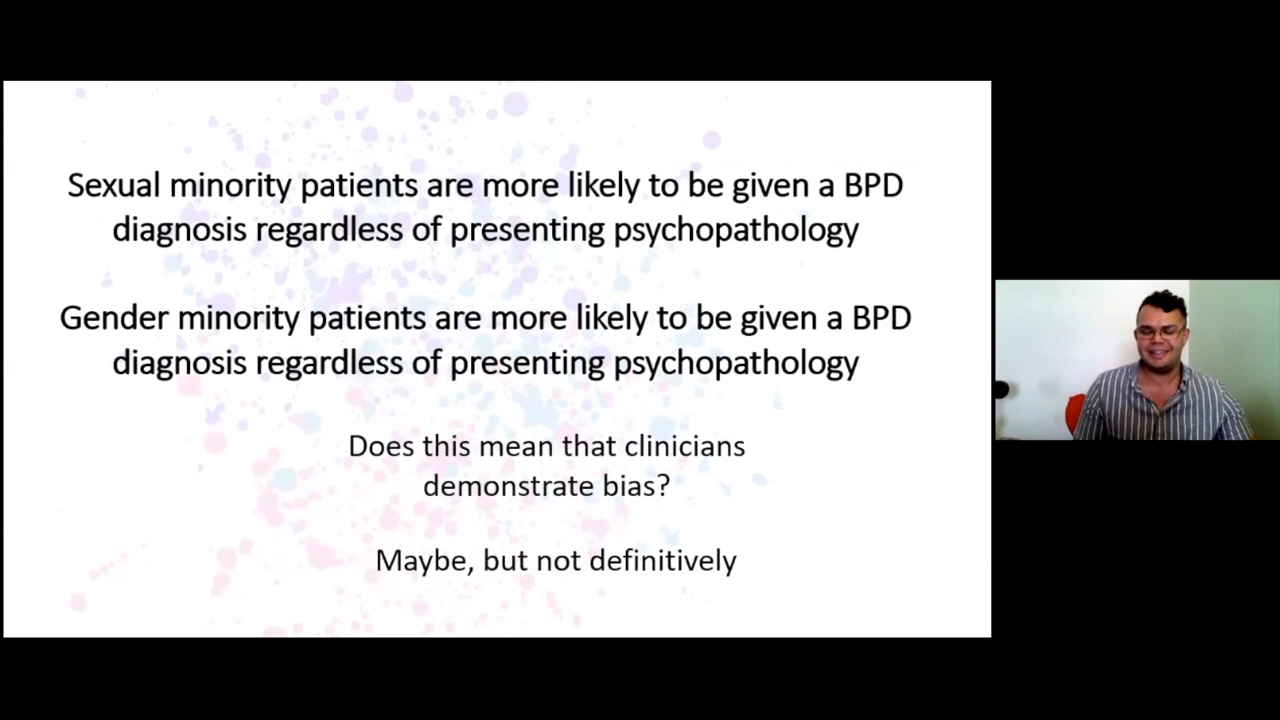 Sexual minority patients are more likely to be given a BPD
diagnosis regardless of presenting psychopathology
Gender minority patients are more likely to be given a BPD
diagnosis regardless of presenting psychopathology
Does this mean that clinicians
demonstrate bias?
Maybe, but not definitively